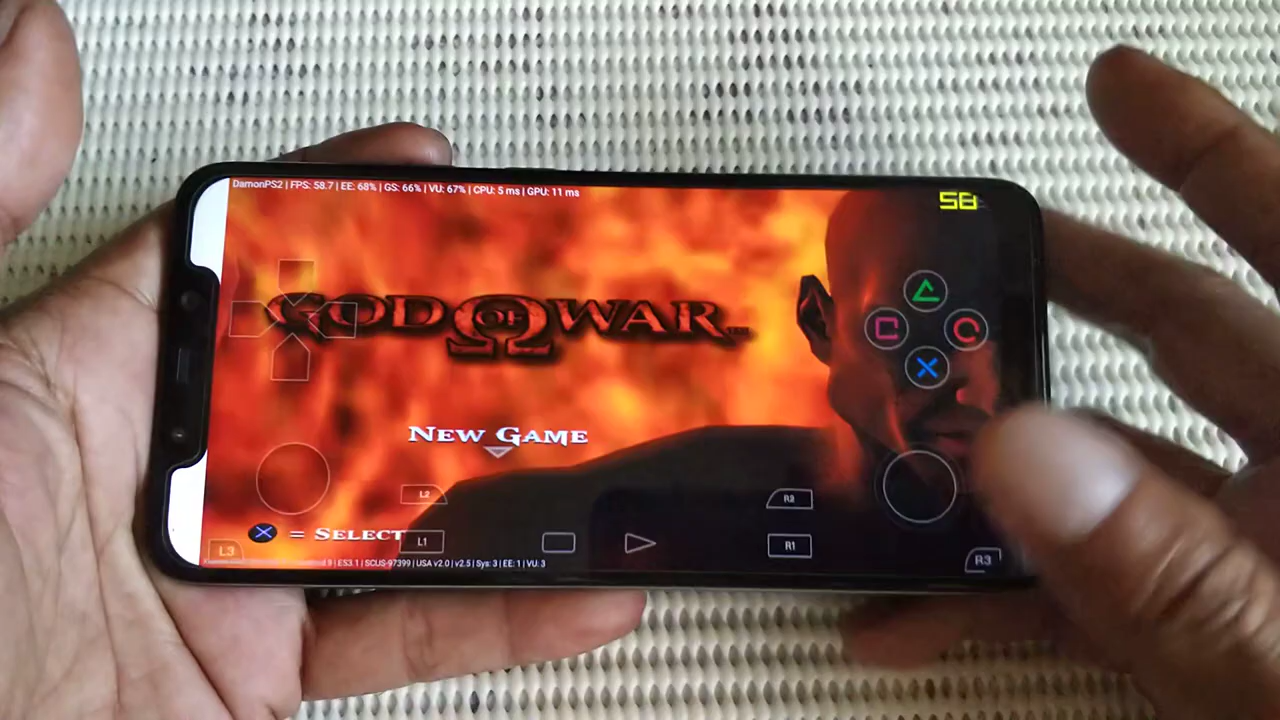 DamonPS2 | FPS: 58.7 | EE: 68% | GS: 66% | VU: 67% | CPU: 5 ms | GPU: 11 ms
58
GOD OF WAR
NEW GAME
L2
R2
= SELECT
L1
R1
L3
R3
9 | ES3.1 | SCUS-97399 | USA v2.0 | v2.5 | Sys: 3 | EE: 1 | VU: 3